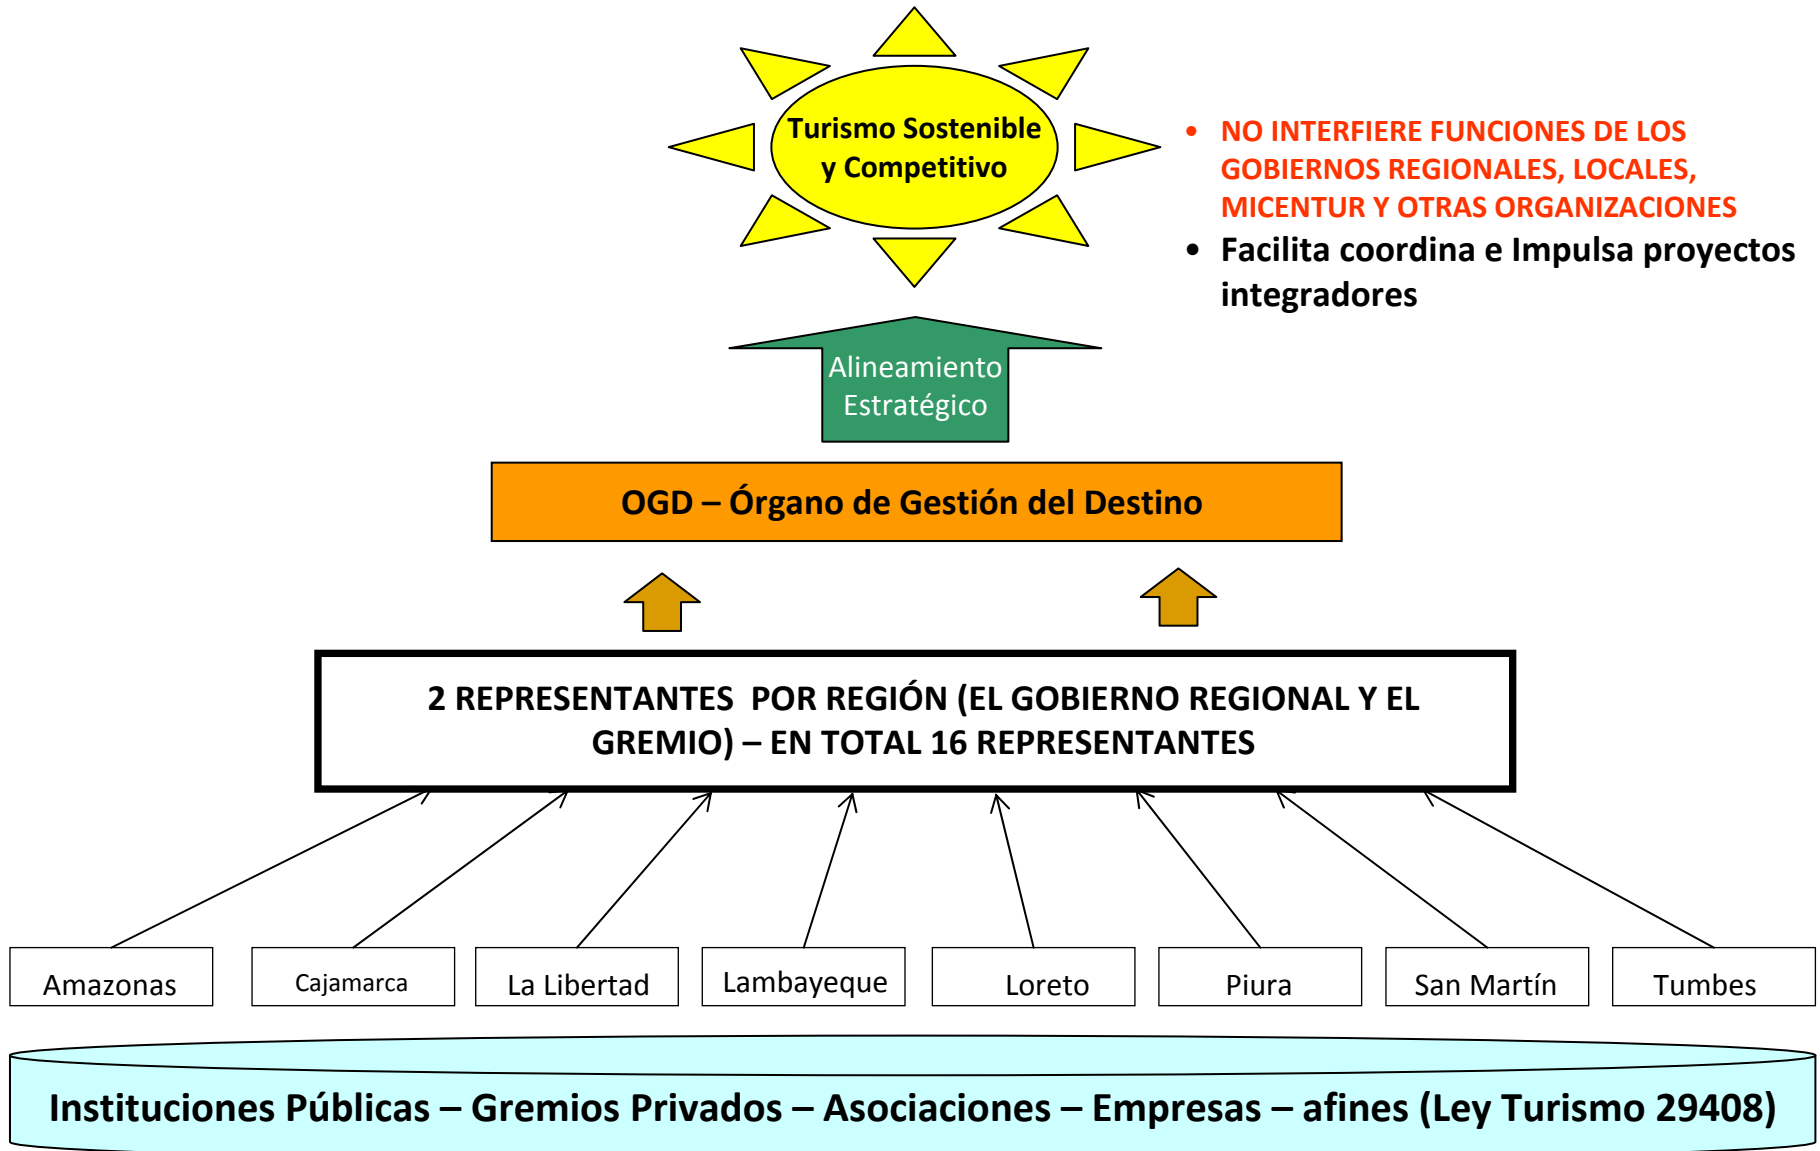 Turismo Sostenible
y Competitivo
• NO INTERFIERE FUNCIONES DE LOS
GOBIERNOS REGIONALES, LOCALES,
MICENTUR Y OTRAS ORGANIZACIONES
• Facilita coordina e Impulsa proyectos
integradores
Alineamiento
Estratégico
OGD – Órgano de Gestión del Destino
2 REPRESENTANTES POR REGIÓN (EL GOBIERNO REGIONAL Y EL
GREMIO) – EN TOTAL 16 REPRESENTANTES
Amazonas
Cajamarca
La Libertad
Lambayeque
Loreto
Piura
San Martín
Tumbes
Instituciones Públicas – Gremios Privados – Asociaciones – Empresas – afines (Ley Turismo 29408)